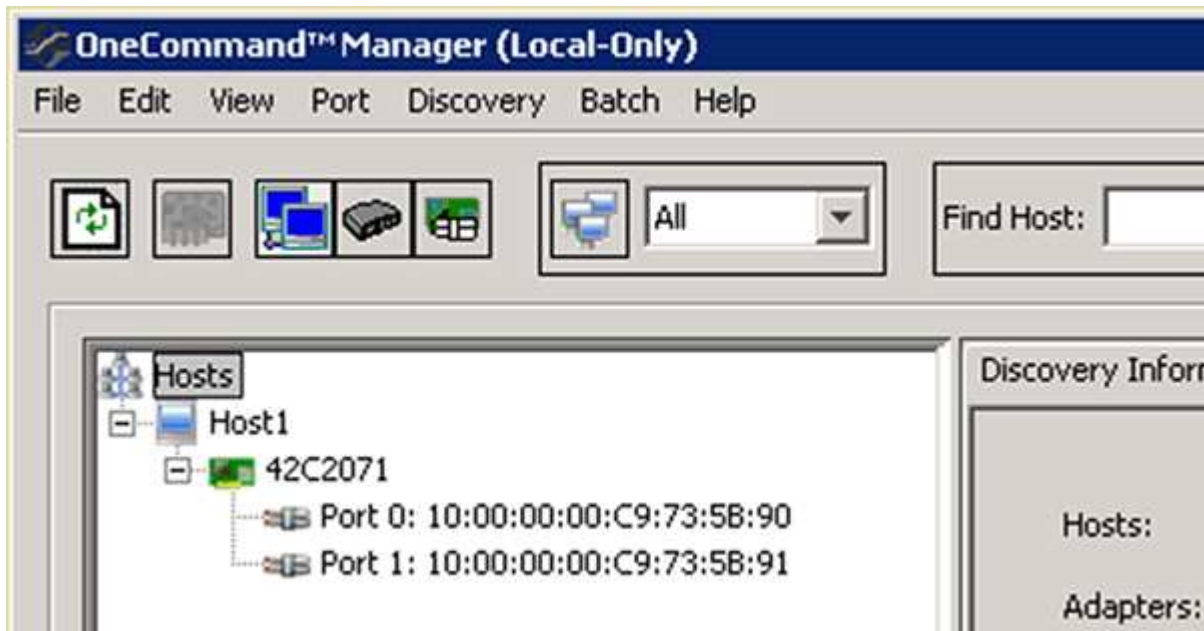 OneCommand™ Manager (Local-Only)
File Edit View Port Discovery Batch Help
All
Find Host:
Hosts
Host1
42C2071
Port 0: 10:00:00:00:C9:73:5B:90
Port 1: 10:00:00:00:C9:73:5B:91
Discovery Inform
Hosts:
Adapters: